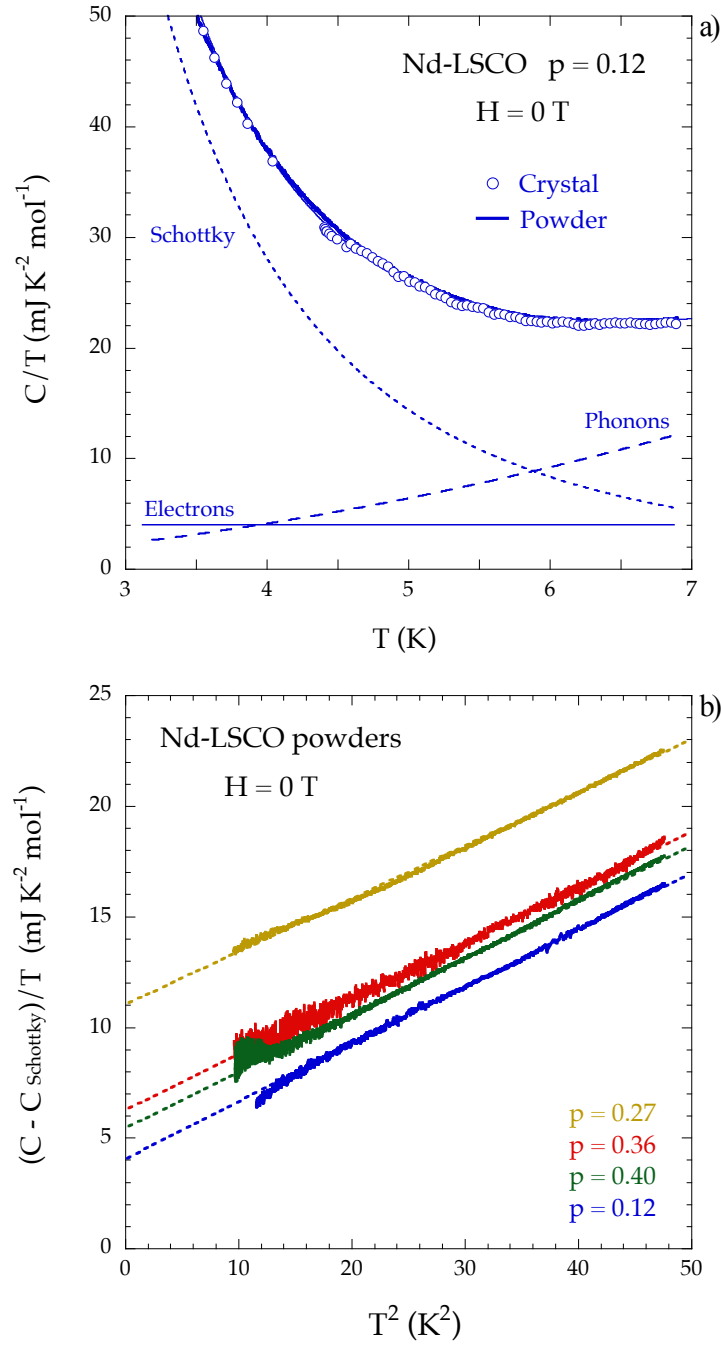 a)
50
40
30
20
10
0
C/T (mJ K⁻² mol⁻¹)
Nd-LSCO p = 0.12
H = 0 T
Crystal
Powder
Schottky
Phonons
Electrons
3
4
5
6
7
T (K)
b)
25
20
15
10
5
0
(C - C Schottky)/T (mJ K⁻² mol⁻¹)
Nd-LSCO powders
H = 0 T
p = 0.27
p = 0.36
p = 0.40
p = 0.12
0
10
20
30
40
50
T² (K²)